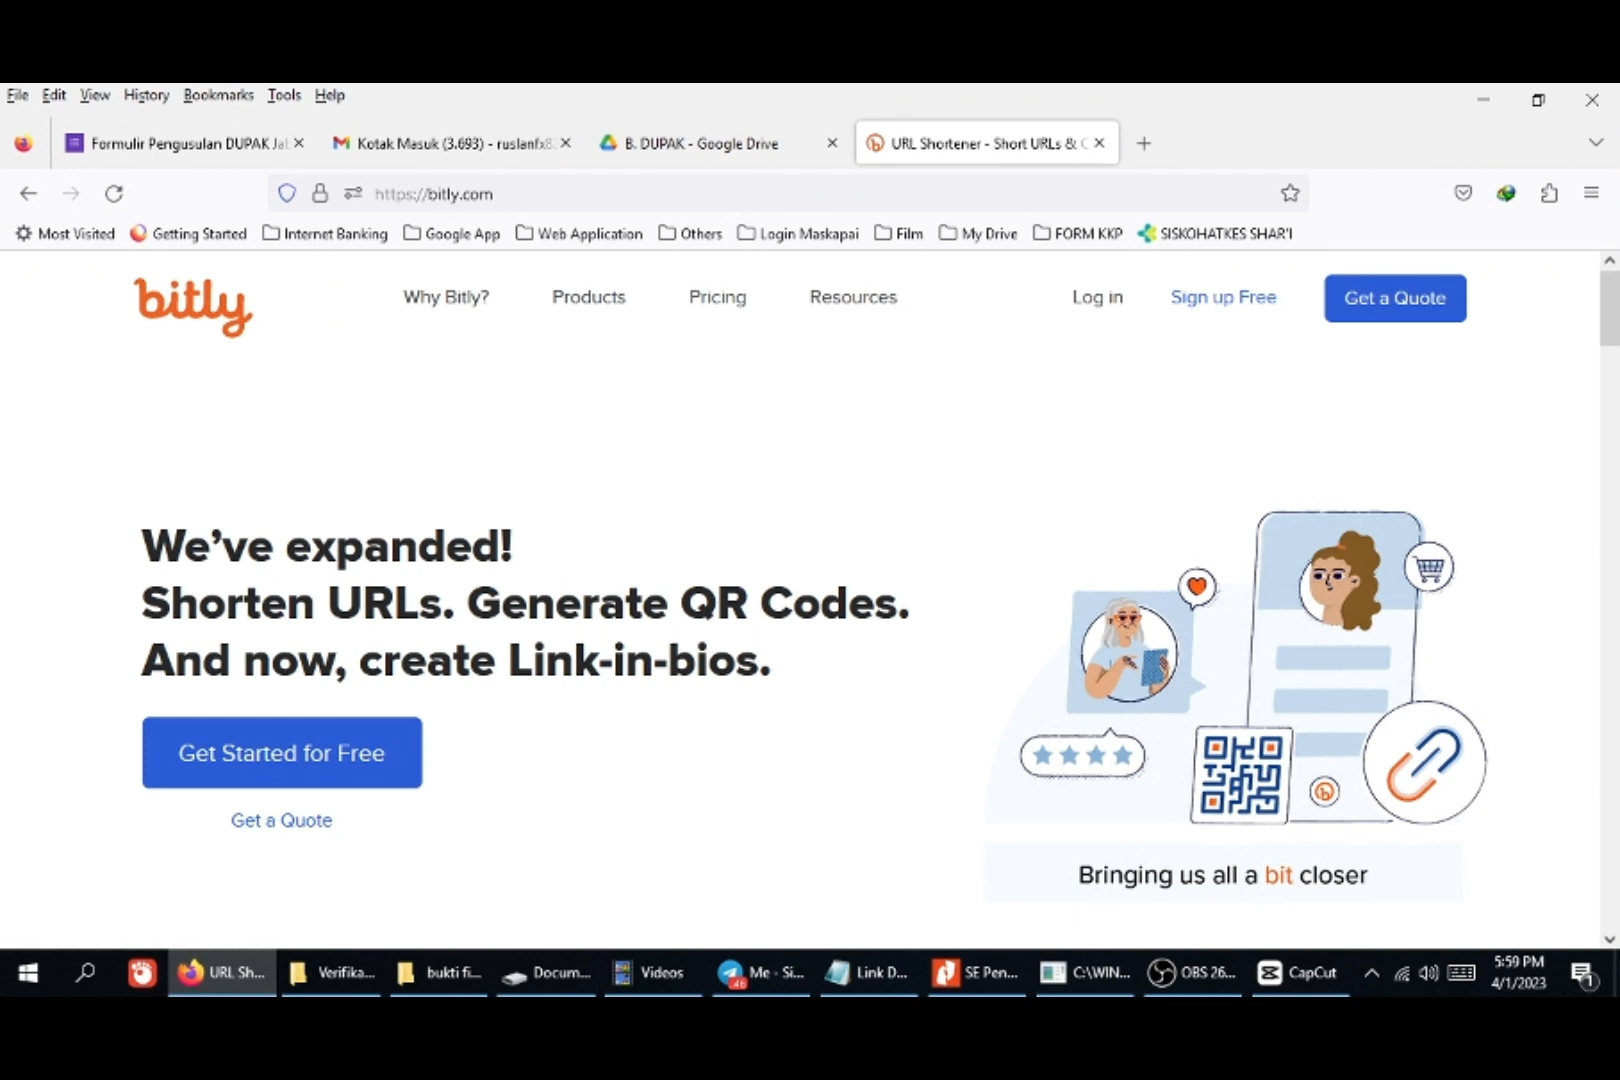 File Edit View History Bookmarks Tools Help
Formulir Pengusulan DUPAK Jal
Kotak Masuk (3.693) - ruslanfx8
B. DUPAK - Google Drive
URL Shortener - Short URLs & C
https://bitly.com
Most Visited Getting Started Internet Banking Google App Web Application Others Login Maskapai Film My Drive FORM KKP SISKOHATKES SHAR'I
bitly
Why Bitly? Products Pricing Resources Log in Sign up Free Get a Quote
We've expanded!
Shorten URLs. Generate QR Codes.
And now, create Link-in-bios.
Get Started for Free
Get a Quote
Bringing us all a bit closer
URL Sh... Verifika... bukti fi... Docum... Videos Me - Si... Link D... SE Pen... C:\WIN... OBS 26... CapCut
5:59 PM
4/1/2023
1